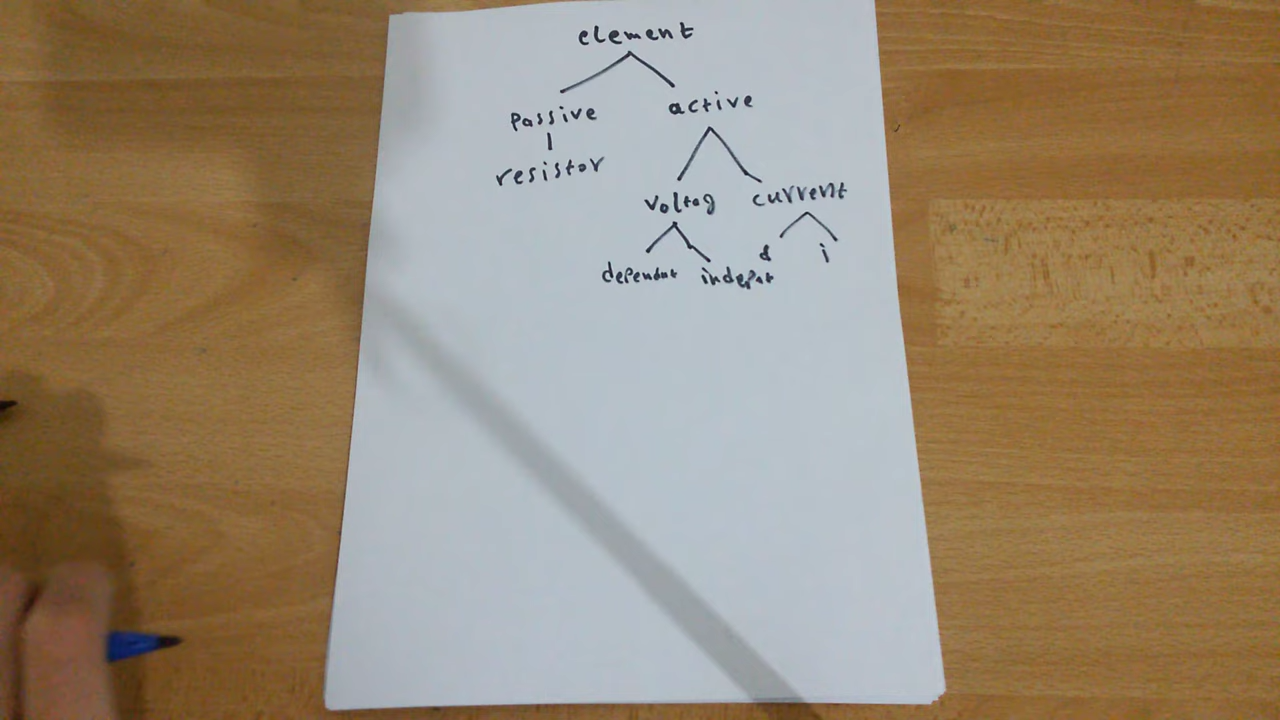 element
passive active
resistor
voltag current
dependnt indepnt
d i